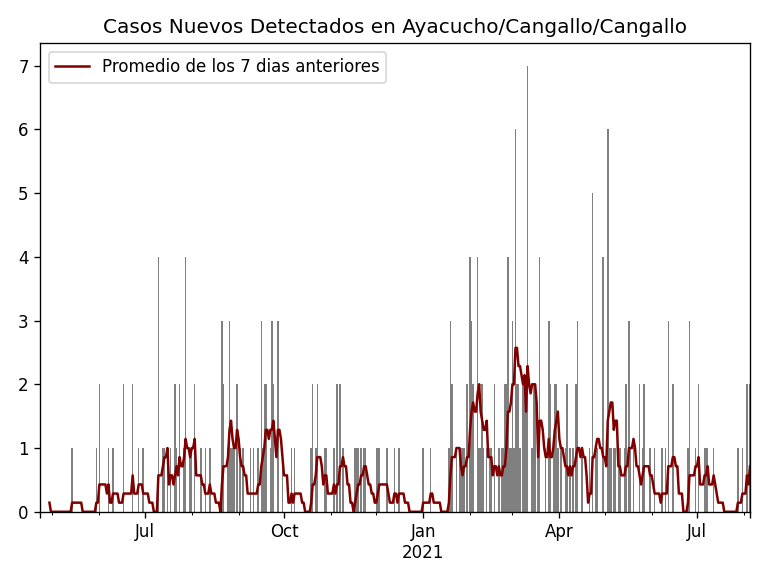 Casos Nuevos Detectados en Ayacucho/Cangallo/Cangallo
Promedio de los 7 dias anteriores
7
6
5
4
3
2
1
0
Jul
Oct
Jan
Apr
Jul
2021